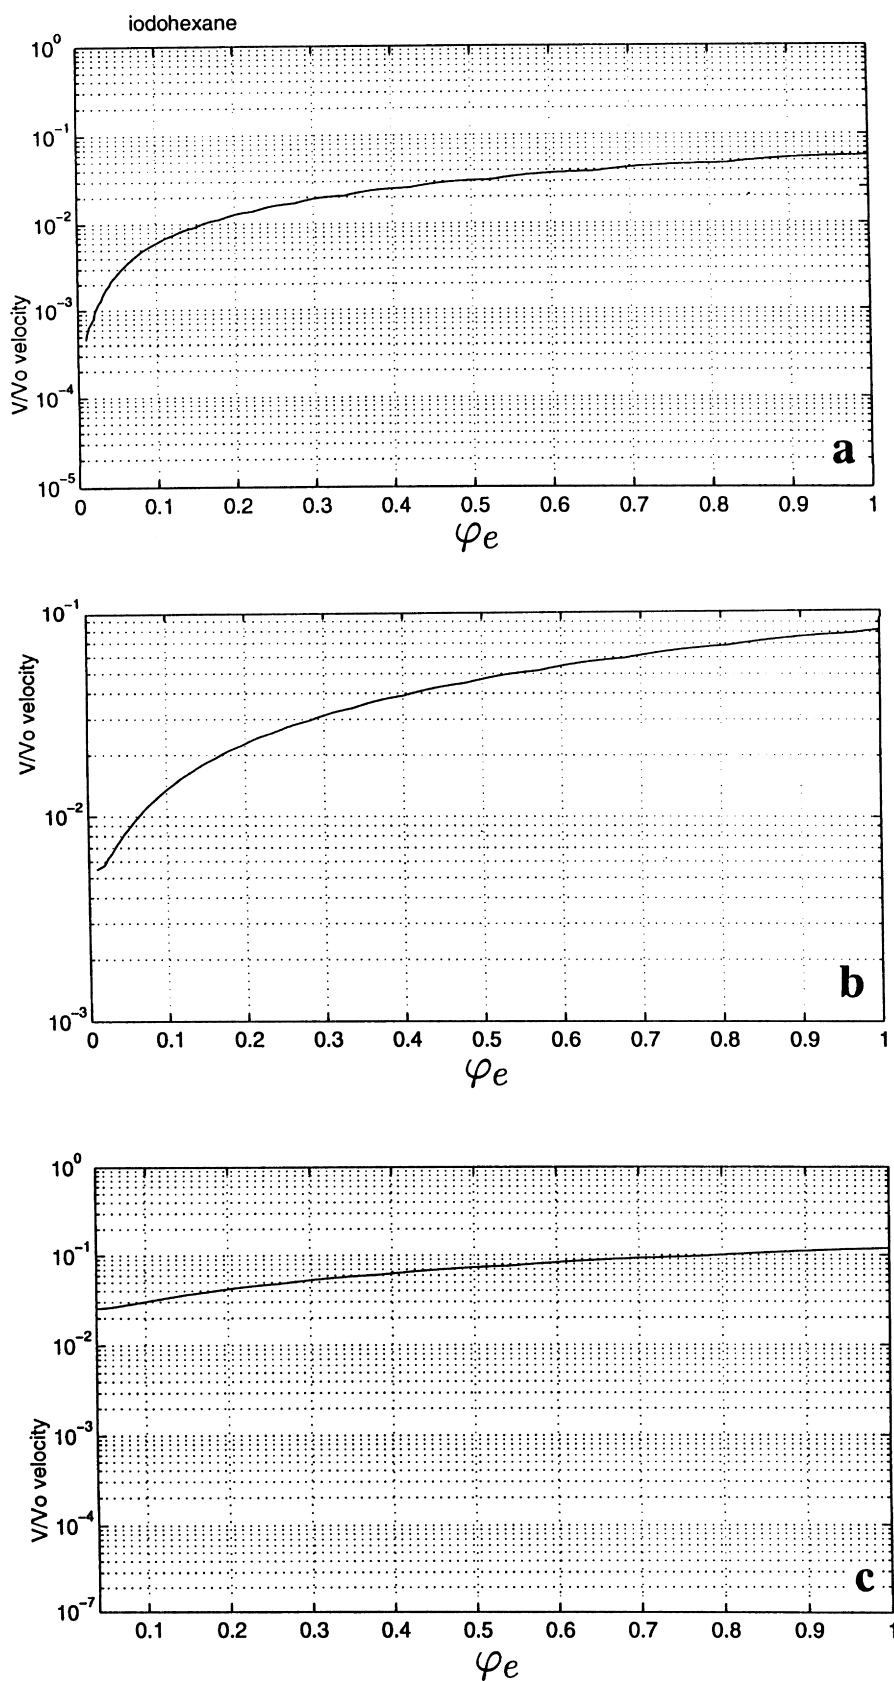 iodohexane
10⁰
10⁻¹
10⁻²
10⁻³
10⁻⁴
10⁻⁵
V/Vo velocity
a
0 0.1 0.2 0.3 0.4 0.5 0.6 0.7 0.8 0.9 1
φe
10⁻¹
10⁻²
10⁻³
V/Vo velocity
b
0 0.1 0.2 0.3 0.4 0.5 0.6 0.7 0.8 0.9 1
φe
10⁰
10⁻¹
10⁻²
10⁻³
10⁻⁴
10⁻⁷
V/Vo velocity
c
0.1 0.2 0.3 0.4 0.5 0.6 0.7 0.8 0.9 1
φe